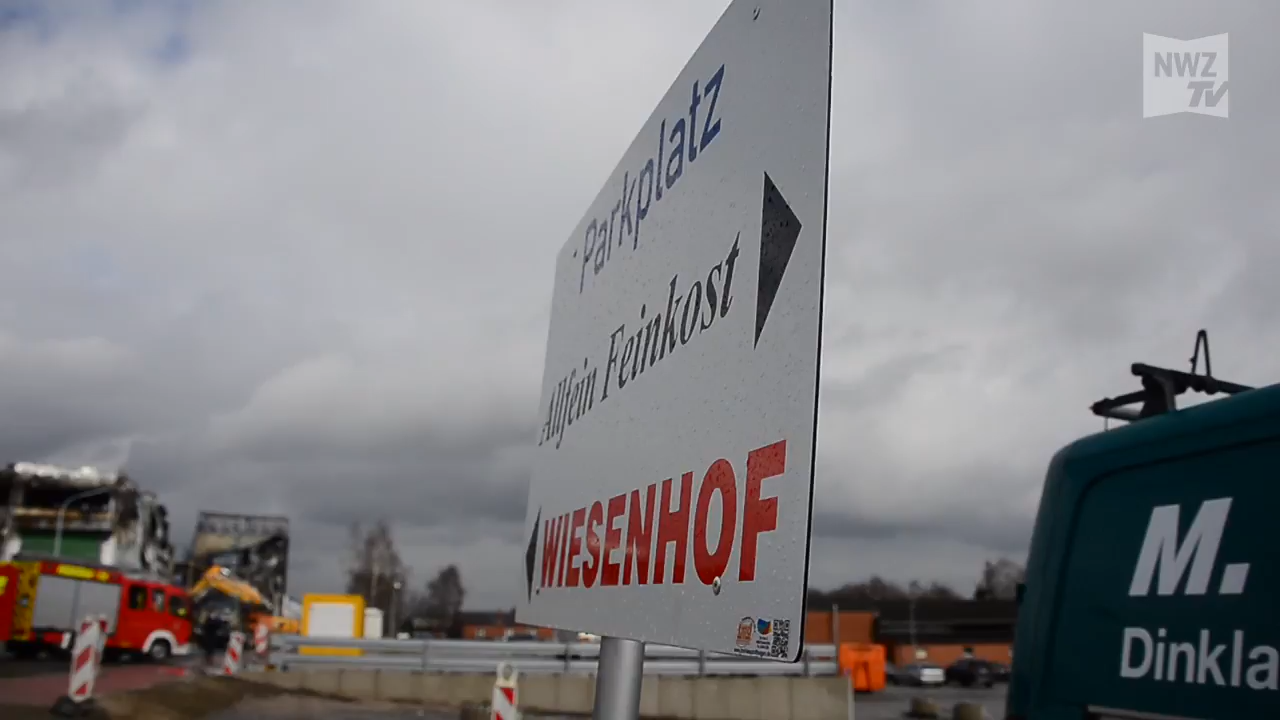 NWZ
TV
Parkplatz
Allfein Feinkost
WIESENHOF
M.
Dinkla